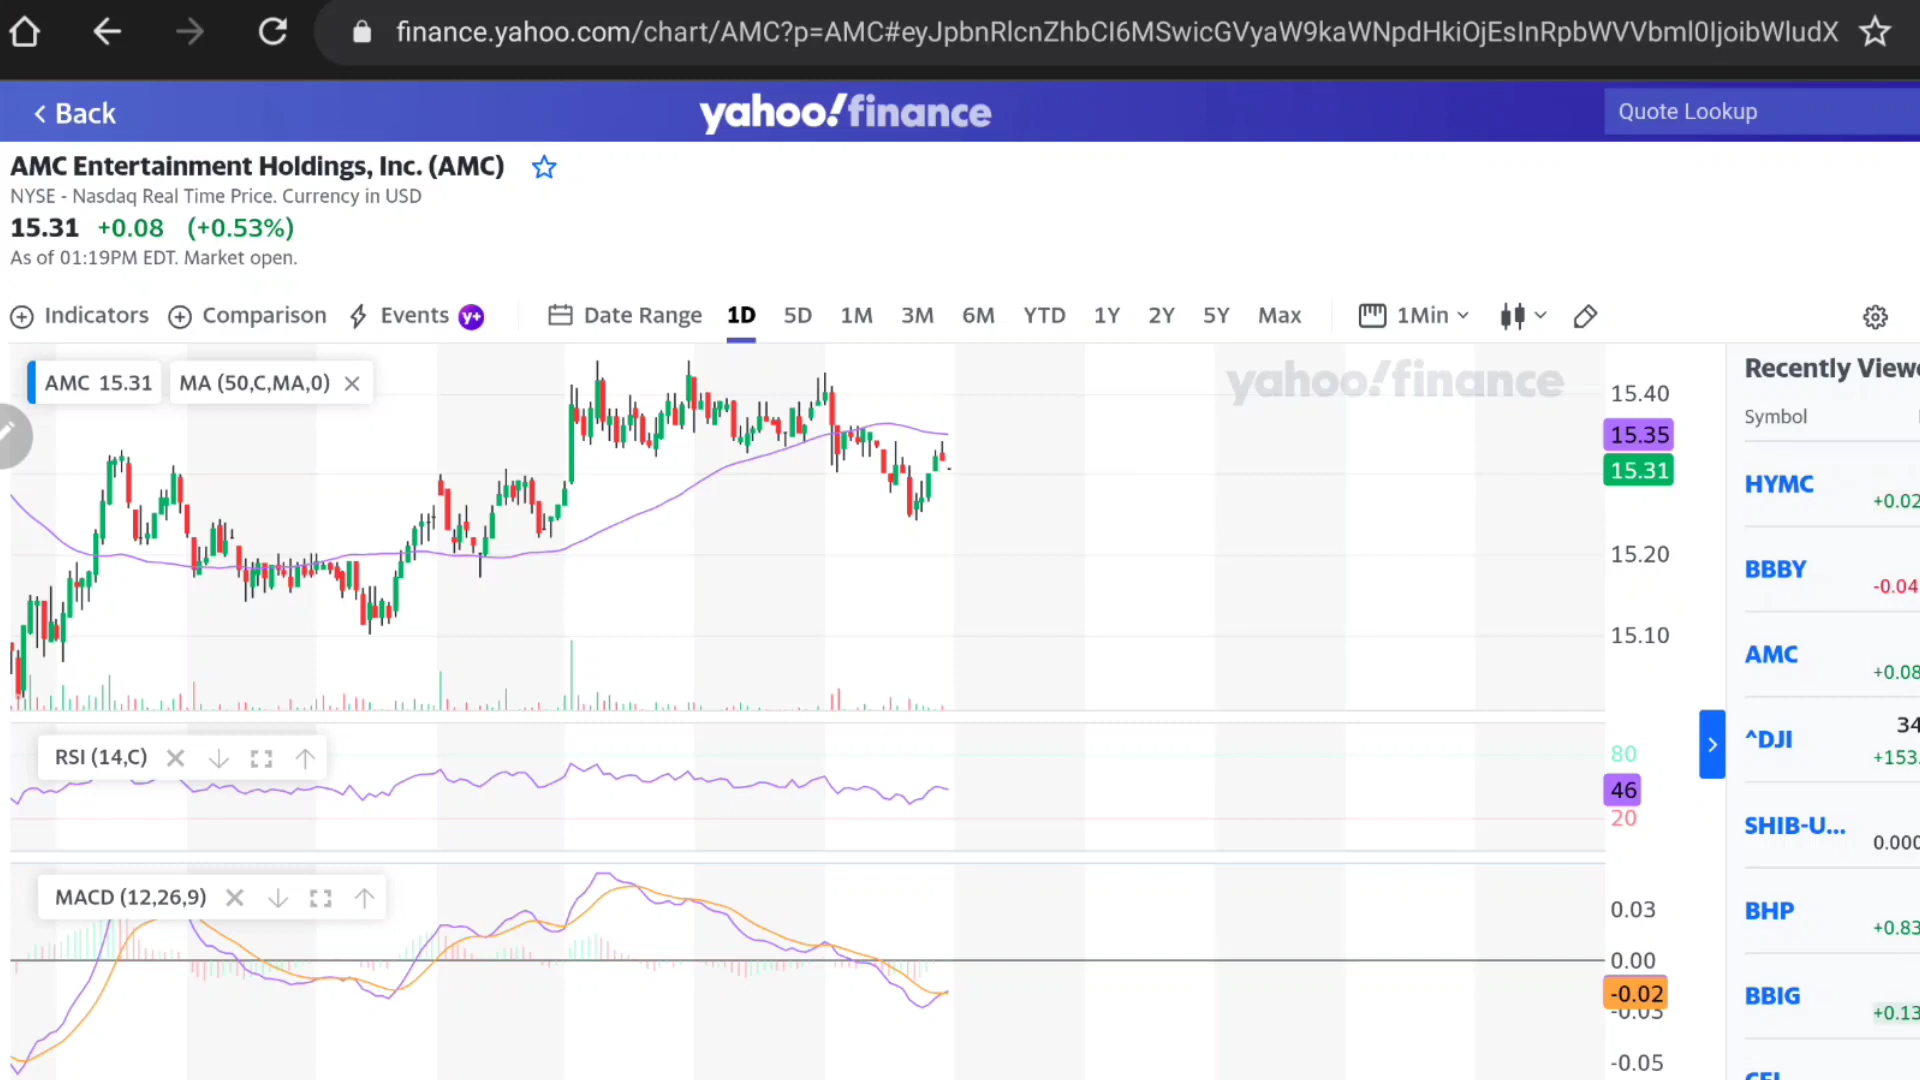 finance.yahoo.com/chart/AMC?p=AMC#eyJpbnRlcnZhbCI6MSwicGVyaW9kaWNpdHkiOjEsInRpbWVVbml0IjoibWludX
Back
yahoo!finance
Quote Lookup
AMC Entertainment Holdings, Inc. (AMC)
NYSE - Nasdaq Real Time Price. Currency in USD
15.31 +0.08 (+0.53%)
As of 01:19PM EDT. Market open.
Indicators Comparison Events y+ Date Range 1D 5D 1M 3M 6M YTD 1Y 2Y 5Y Max 1Min
AMC 15.31 MA (50,C,MA,0)
yahoo!finance
15.40
15.35
15.31
15.20
15.10
RSI (14,C)
80
46
20
MACD (12,26,9)
0.03
0.00
-0.02
-0.03
-0.05
Recently View
Symbol
HYMC
+0.02
BBBY
-0.04
AMC
+0.08
34
^DJI
+153.
SHIB-U...
0.000
BHP
+0.83
BBIG
+0.13